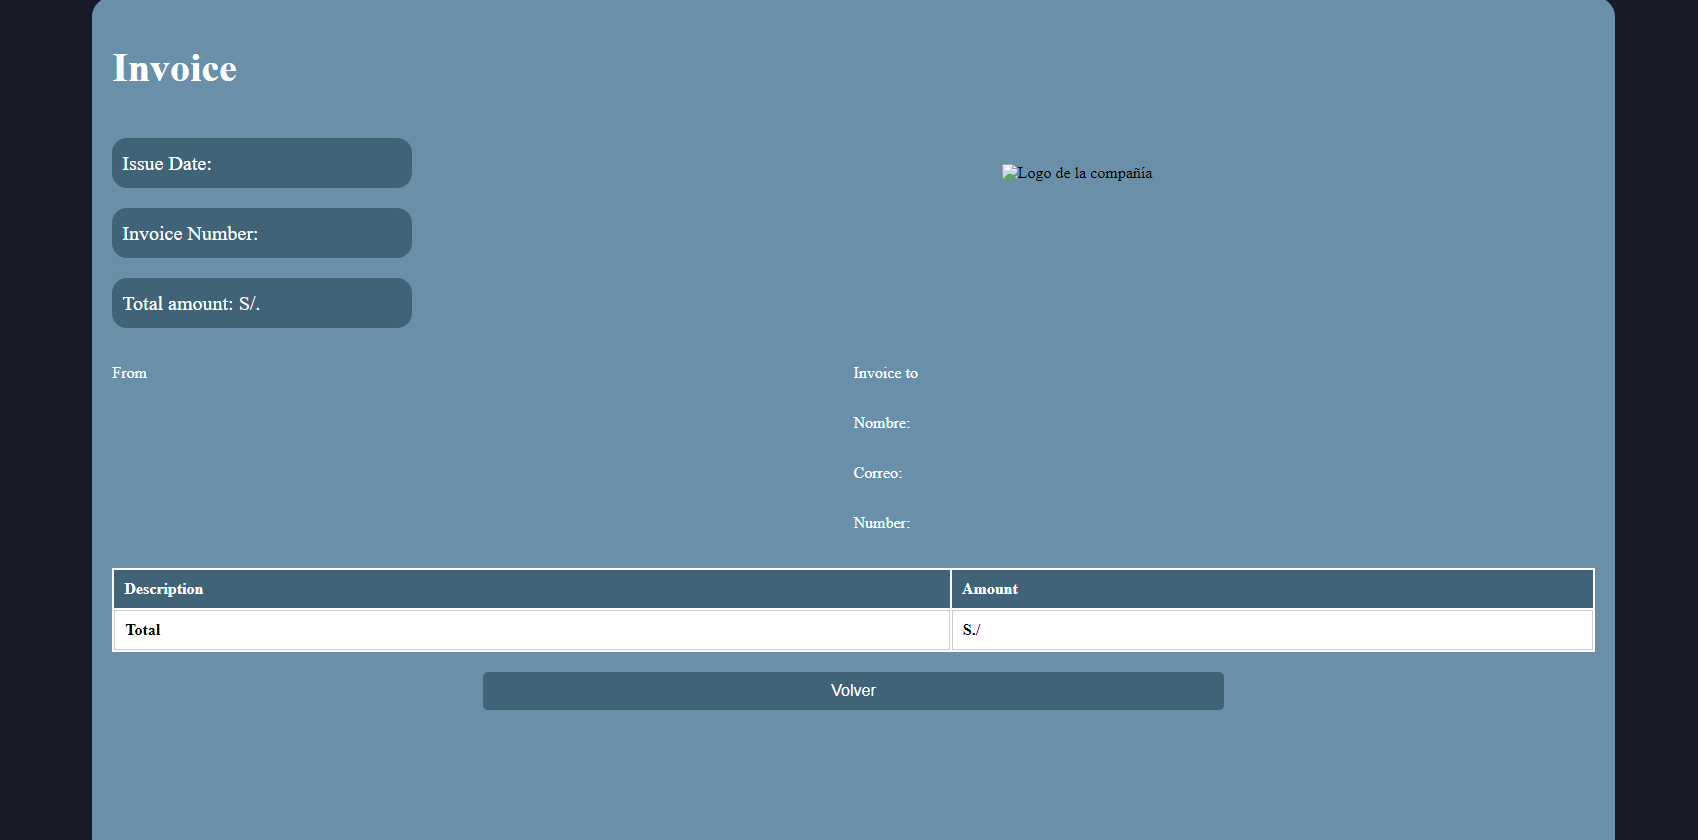 Invoice
Issue Date:
Logo de la compañía
Invoice Number:
Total amount: S/.
From
Invoice to
Nombre:
Correo:
Number:
Description Amount
Total S./
Volver